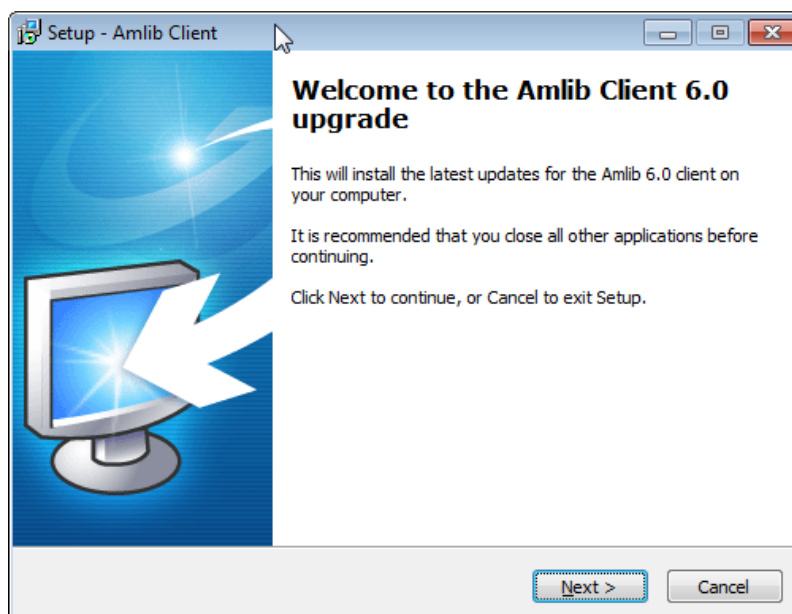 Setup - Amlib Client
Welcome to the Amlib Client 6.0
upgrade
This will install the latest updates for the Amlib 6.0 client on
your computer.
It is recommended that you close all other applications before
continuing.
Click Next to continue, or Cancel to exit Setup.
Next > Cancel